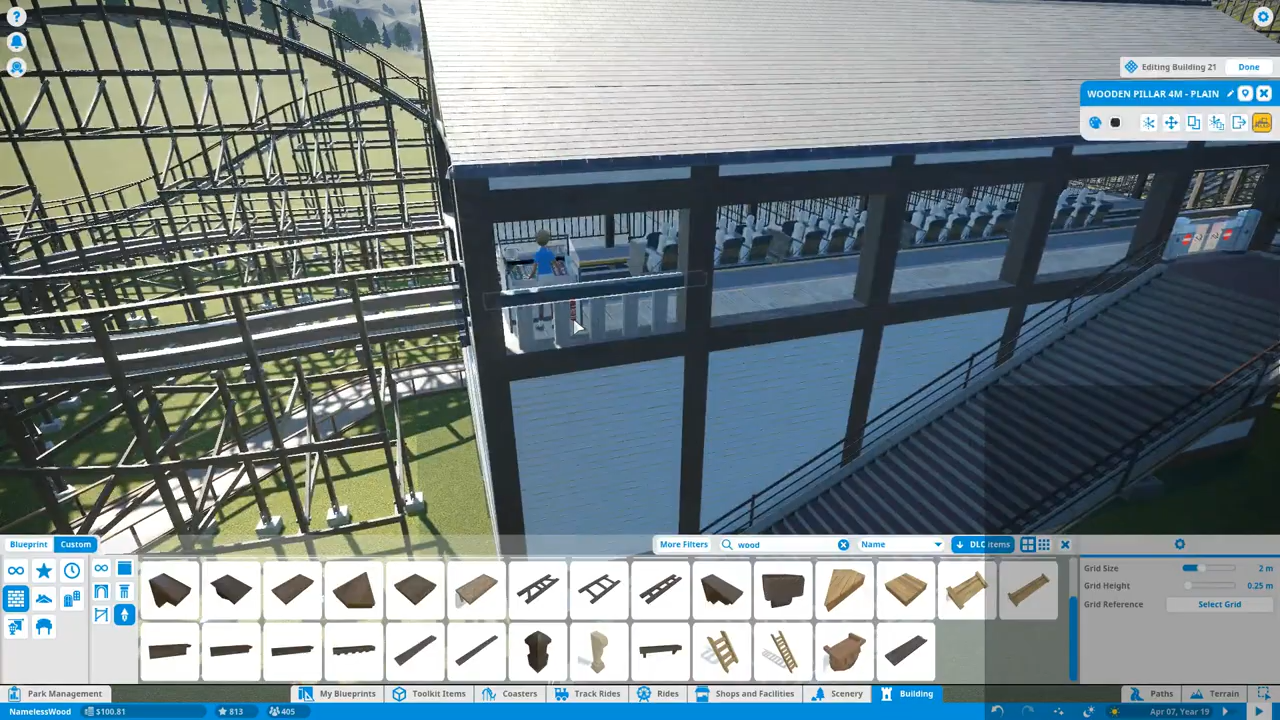 Editing Building 21
Done
WOODEN PILLAR 4M - PLAIN
Blueprint
Custom
More Filters
wood
Name
DLC items
Grid Size
2 m
Grid Height
0.25 m
Grid Reference
Select Grid
Park Management
My Blueprints
Toolkit Items
Coasters
Track Rides
Rides
Shops and Facilities
Scenery
Building
Paths
Terrain
NamelessWood
$100.81
813
405
Apr 07, Year 19